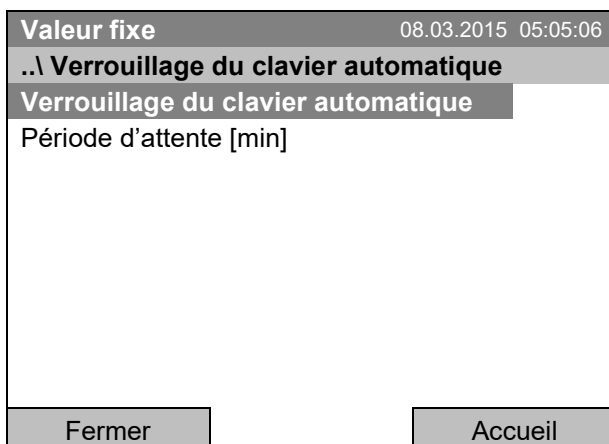 Valeur fixe 08.03.2015 05:05:06
..\ Verrouillage du clavier automatique
Verrouillage du clavier automatique
Période d’attente [min]
Fermer Accueil